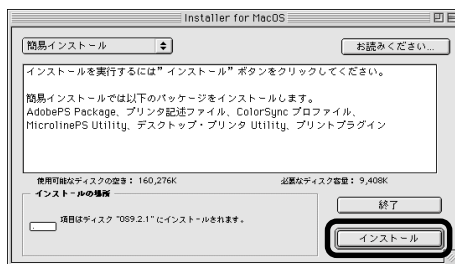 Installer for MacOS
簡易インストール
お読みください...
インストールを実行するには”インストール”ボタンをクリックしてください。
簡易インストールでは以下のパッケージをインストールします。
AdobePS Package、プリンタ記述ファイル、ColorSync プロファイル、
MicrolinePS Utility、デスクトップ・プリンタ Utility、プリントプラグイン
使用可能なディスクの空き： 160,276K
必要なディスク容量： 9,408K
インストールの場所
項目はディスク “OS9.2.1”にインストールされます。
終了
インストール